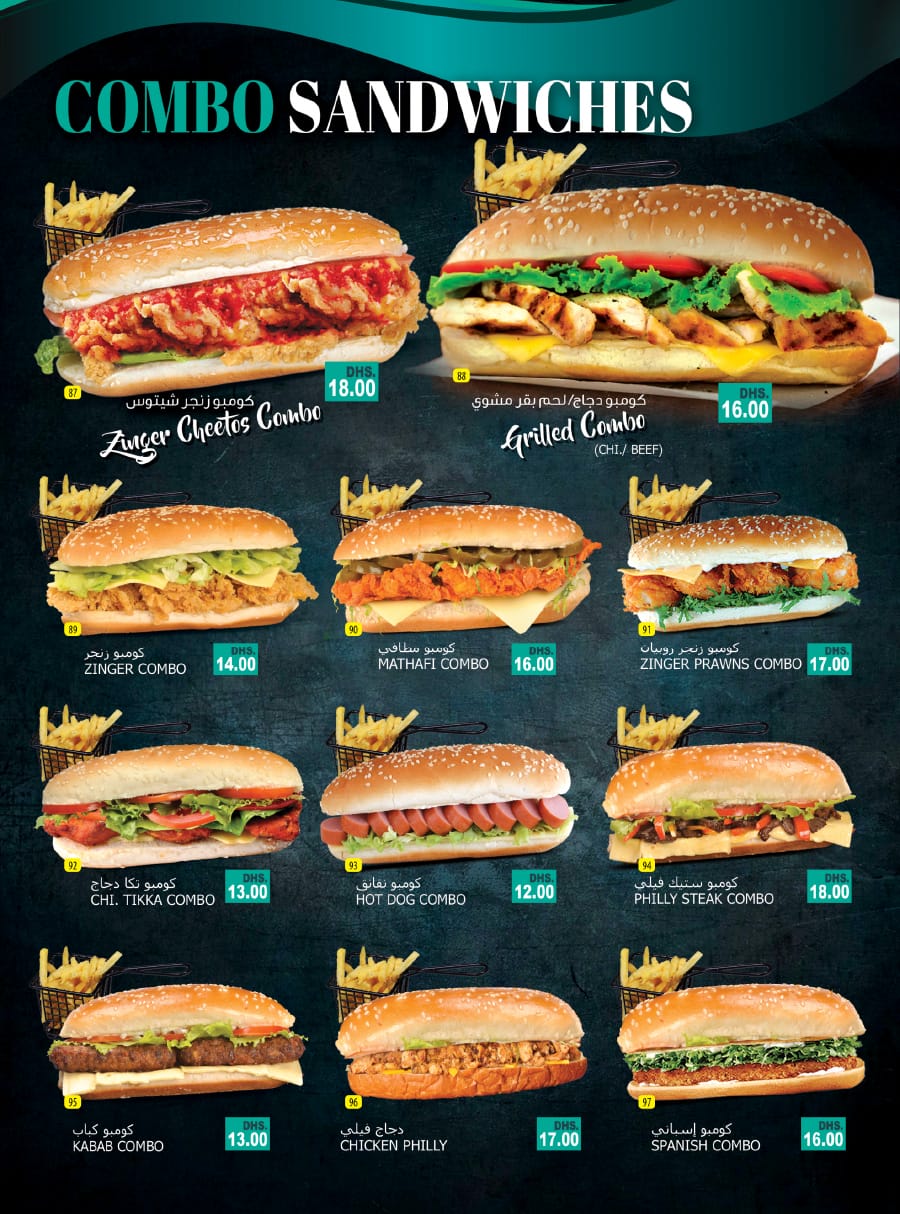 COMBO SANDWICHES
87
DHS.
18.00
كومبو زنجر شيتوس
Zinger Cheetos Combo
88
DHS.
16.00
كومبو دجاج/لحم بقر مشوي
Grilled Combo
(CHI./ BEEF)
89
كومبو زنجر
ZINGER COMBO
DHS.
14.00
90
كومبو مطافي
MATHAFI COMBO
DHS.
16.00
91
كومبو زنجر روبيان
ZINGER PRAWNS COMBO
DHS.
17.00
92
كومبو تكا دجاج
CHI. TIKKA COMBO
DHS.
13.00
93
كومبو نقانق
HOT DOG COMBO
DHS.
12.00
94
كومبو ستيك فيلي
PHILLY STEAK COMBO
DHS.
18.00
95
كومبو كباب
KABAB COMBO
DHS.
13.00
96
دجاج فيلي
CHICKEN PHILLY
DHS.
17.00
97
كومبو إسباني
SPANISH COMBO
DHS.
16.00